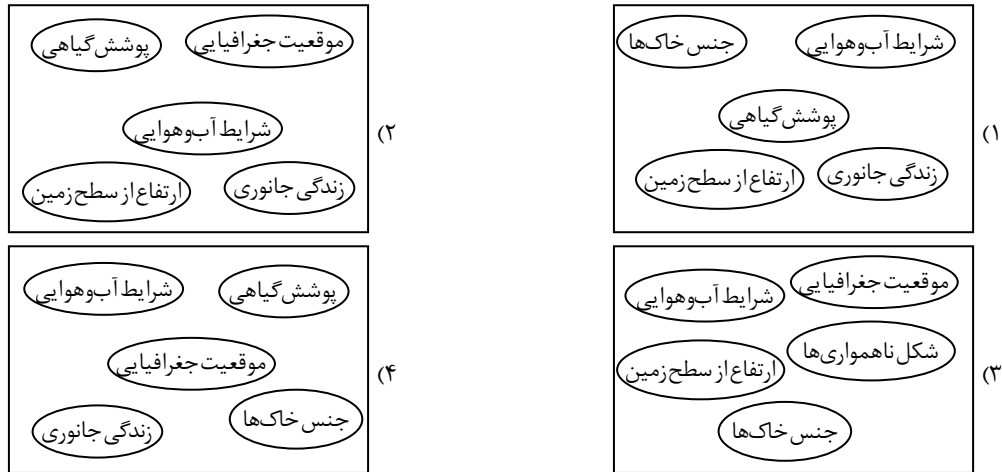 ۱)
شرایط آب‌وهوایی
جنس خاک‌ها
پوشش گیاهی
زندگی جانوری
ارتفاع از سطح زمین
۲)
موقعیت جغرافیایی
پوشش گیاهی
شرایط آب‌وهوایی
زندگی جانوری
ارتفاع از سطح زمین
۳)
موقعیت جغرافیایی
شرایط آب‌وهوایی
شکل ناهمواری‌ها
ارتفاع از سطح زمین
جنس خاک‌ها
۴)
پوشش گیاهی
شرایط آب‌وهوایی
موقعیت جغرافیایی
جنس خاک‌ها
زندگی جانوری